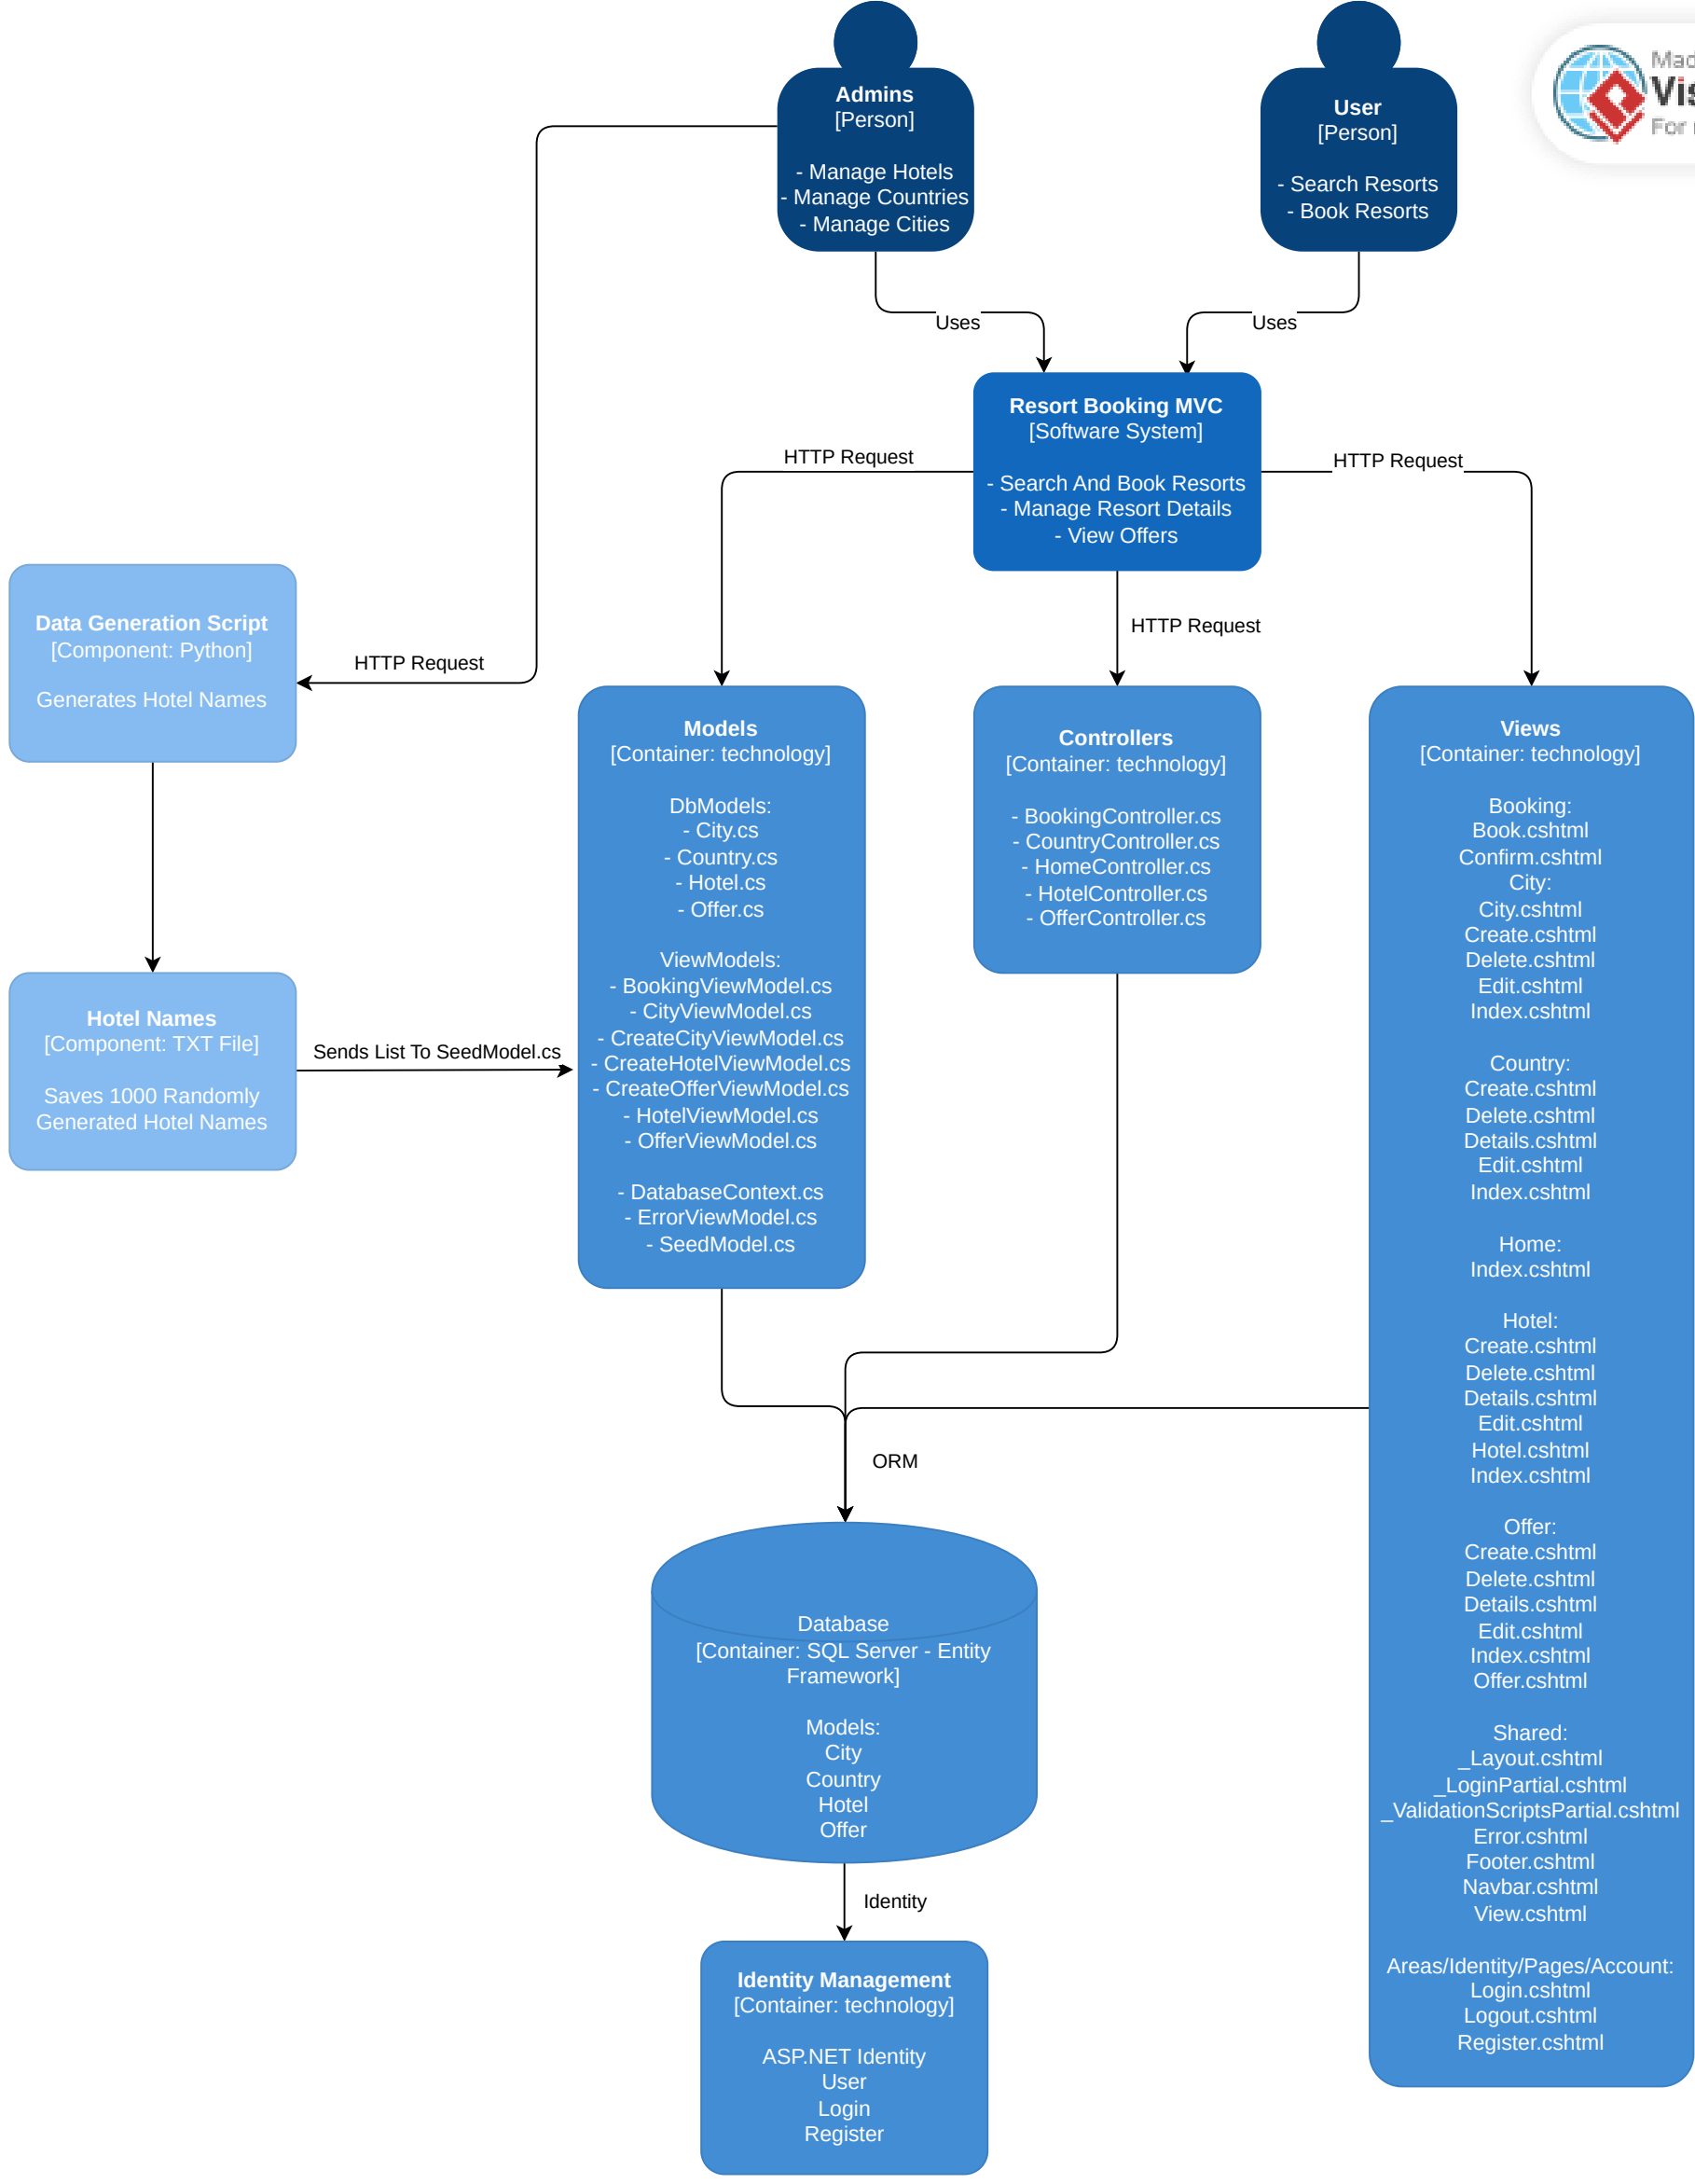 Admins
[Person]
- Manage Hotels
- Manage Countries
- Manage Cities
User
[Person]
- Search Resorts
- Book Resorts
Uses
Uses
Resort Booking MVC
[Software System]
- Search And Book Resorts
- Manage Resort Details
- View Offers
HTTP Request
HTTP Request
HTTP Request
HTTP Request
Data Generation Script
[Component: Python]
Generates Hotel Names
Hotel Names
[Component: TXT File]
Saves 1000 Randomly
Generated Hotel Names
Sends List To SeedModel.cs
Models
[Container: technology]
DbModels:
- City.cs
- Country.cs
- Hotel.cs
- Offer.cs
ViewModels:
- BookingViewModel.cs
- CityViewModel.cs
- CreateCityViewModel.cs
- CreateHotelViewModel.cs
- CreateOfferViewModel.cs
- HotelViewModel.cs
- OfferViewModel.cs
- DatabaseContext.cs
- ErrorViewModel.cs
- SeedModel.cs
Controllers
[Container: technology]
- BookingController.cs
- CountryController.cs
- HomeController.cs
- HotelController.cs
- OfferController.cs
Views
[Container: technology]
Booking:
Book.cshtml
Confirm.cshtml
City:
City.cshtml
Create.cshtml
Delete.cshtml
Edit.cshtml
Index.cshtml
Country:
Create.cshtml
Delete.cshtml
Details.cshtml
Edit.cshtml
Index.cshtml
Home:
Index.cshtml
Hotel:
Create.cshtml
Delete.cshtml
Details.cshtml
Edit.cshtml
Hotel.cshtml
Index.cshtml
Offer:
Create.cshtml
Delete.cshtml
Details.cshtml
Edit.cshtml
Index.cshtml
Offer.cshtml
Shared:
_Layout.cshtml
_LoginPartial.cshtml
_ValidationScriptsPartial.cshtml
Error.cshtml
Footer.cshtml
Navbar.cshtml
View.cshtml
Areas/Identity/Pages/Account:
Login.cshtml
Logout.cshtml
Register.cshtml
ORM
Database
[Container: SQL Server - Entity
Framework]
Models:
City
Country
Hotel
Offer
Identity
Identity Management
[Container: technology]
ASP.NET Identity
User
Login
Register